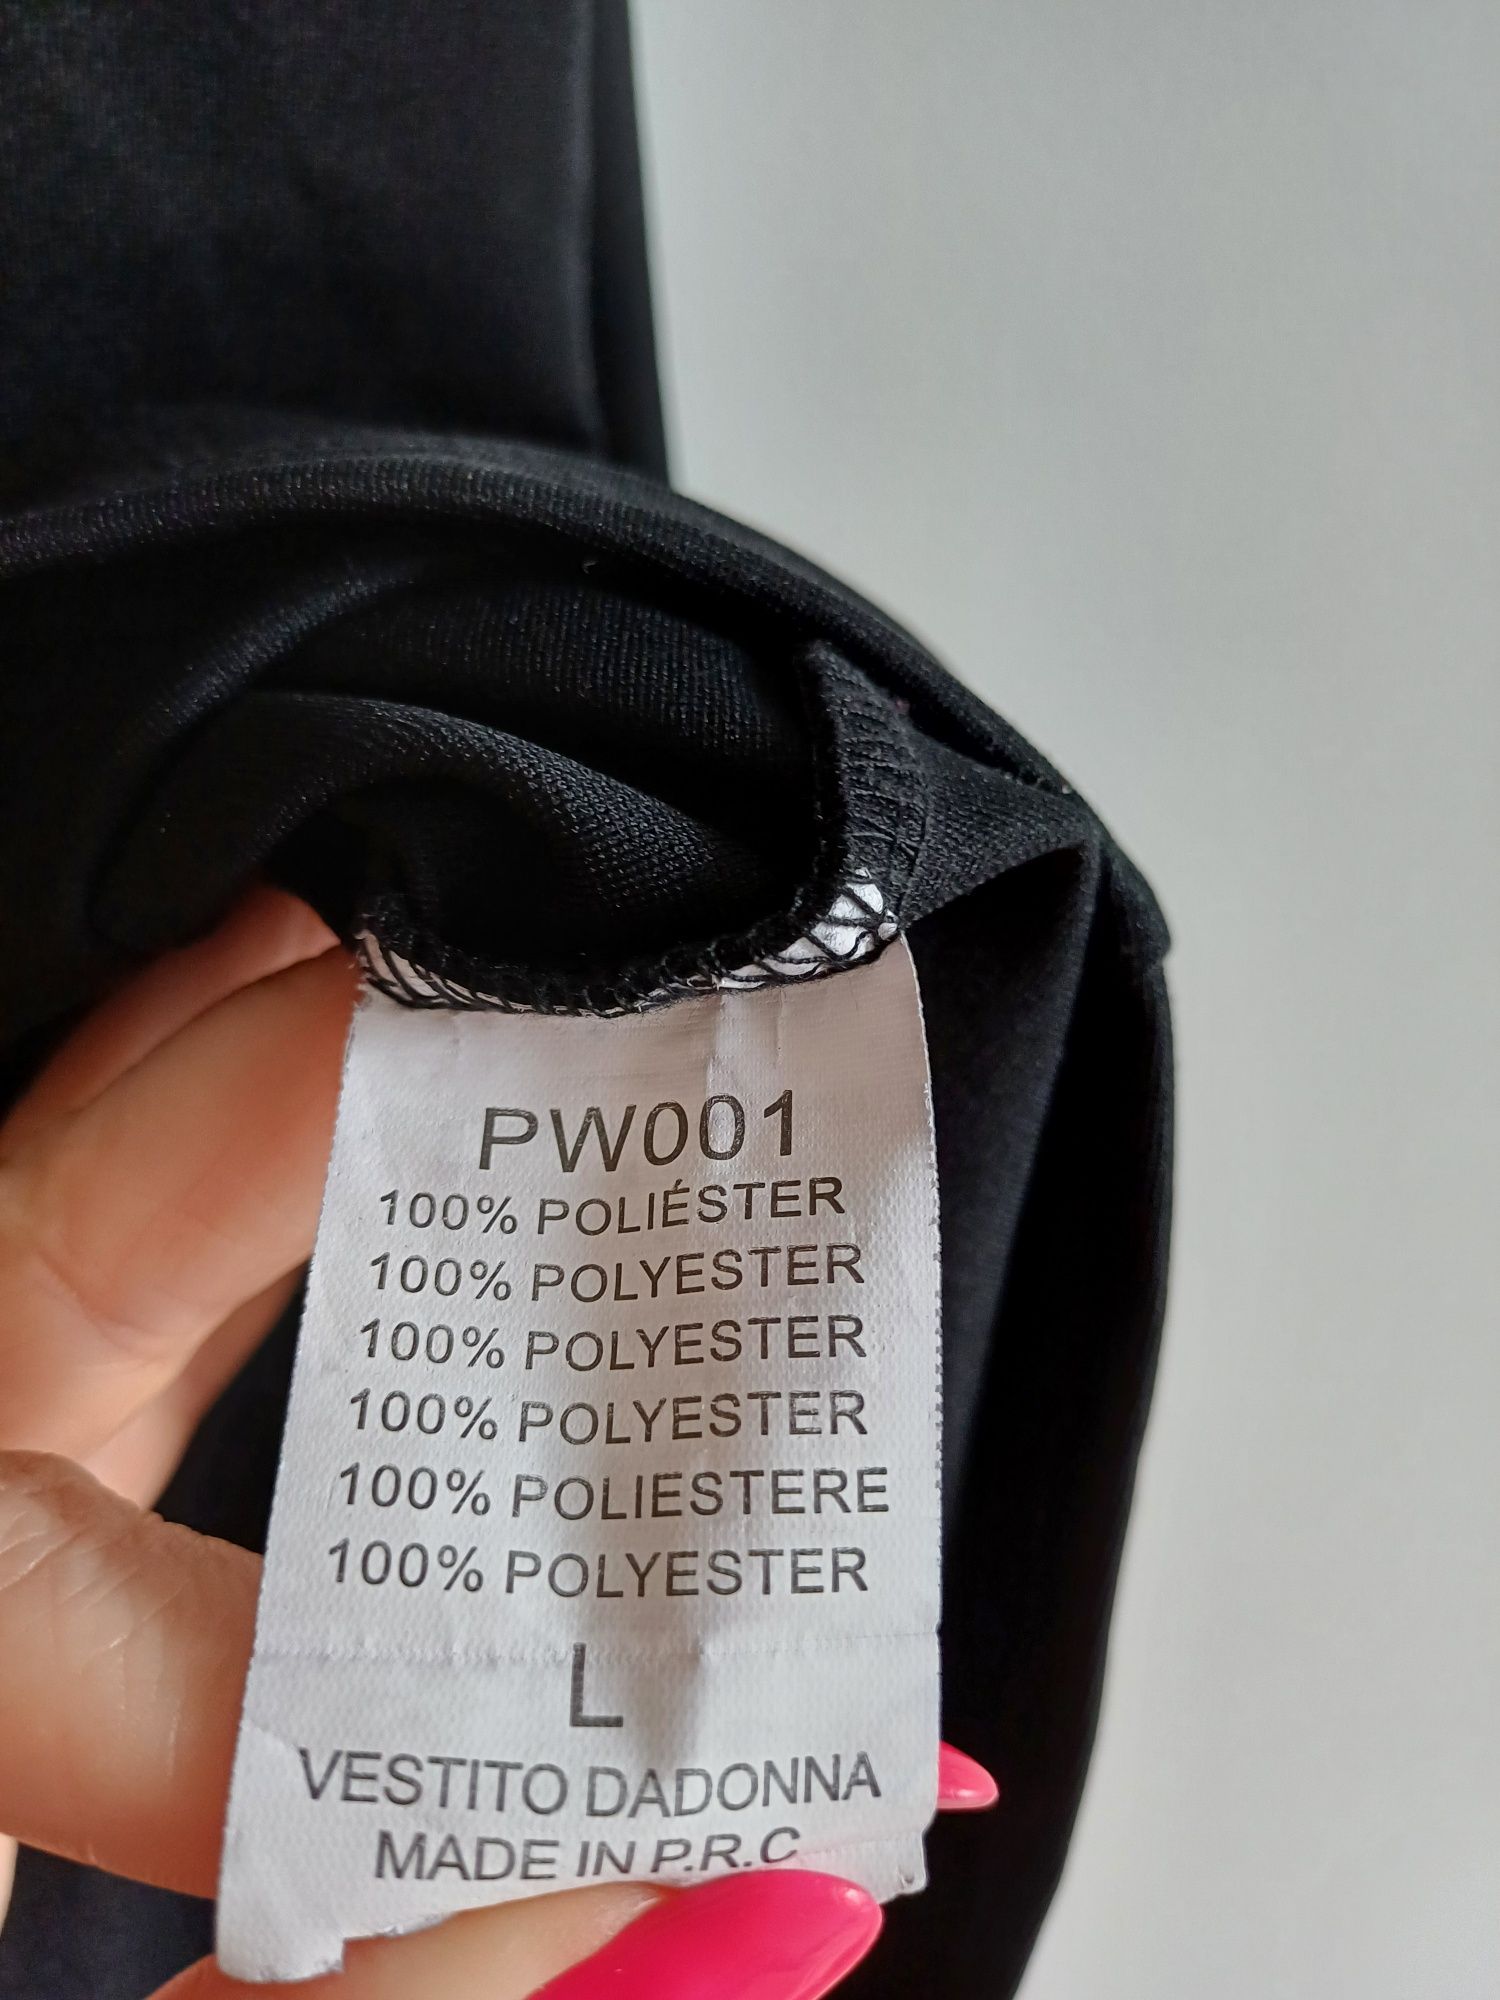 PW001
100% POLIÉSTER
100% POLYESTER
100% POLYESTER
100% POLYESTER
100% POLIESTERE
100% POLYESTER
L
VESTITO DADONNA
MADE IN P.R.C